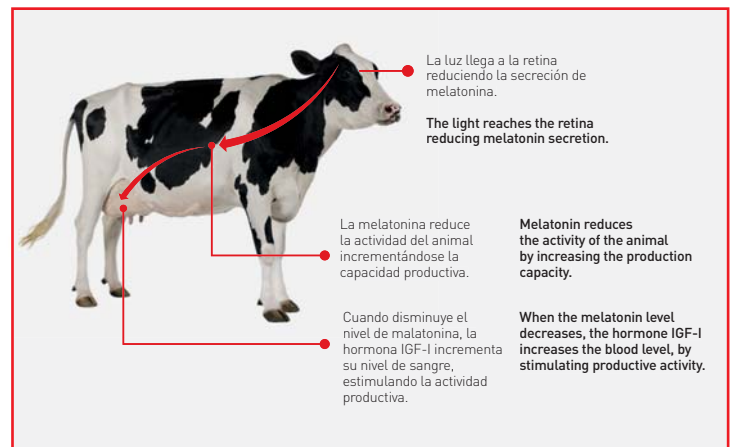 La luz llega a la retina
reduciendo la secreción de
melatonina.
The light reaches the retina
reducing melatonin secretion.
La melatonina reduce
la actividad del animal
incrementándose la
capacidad productiva.
Melatonin reduces
the activity of the animal
by increasing the production
capacity.
Cuando disminuye el
nivel de malatonina, la
hormona IGF-I incrementa
su nivel de sangre,
estimulando la actividad
productiva.
When the melatonin level
decreases, the hormone IGF-I
increases the blood level, by
stimulating productive activity.